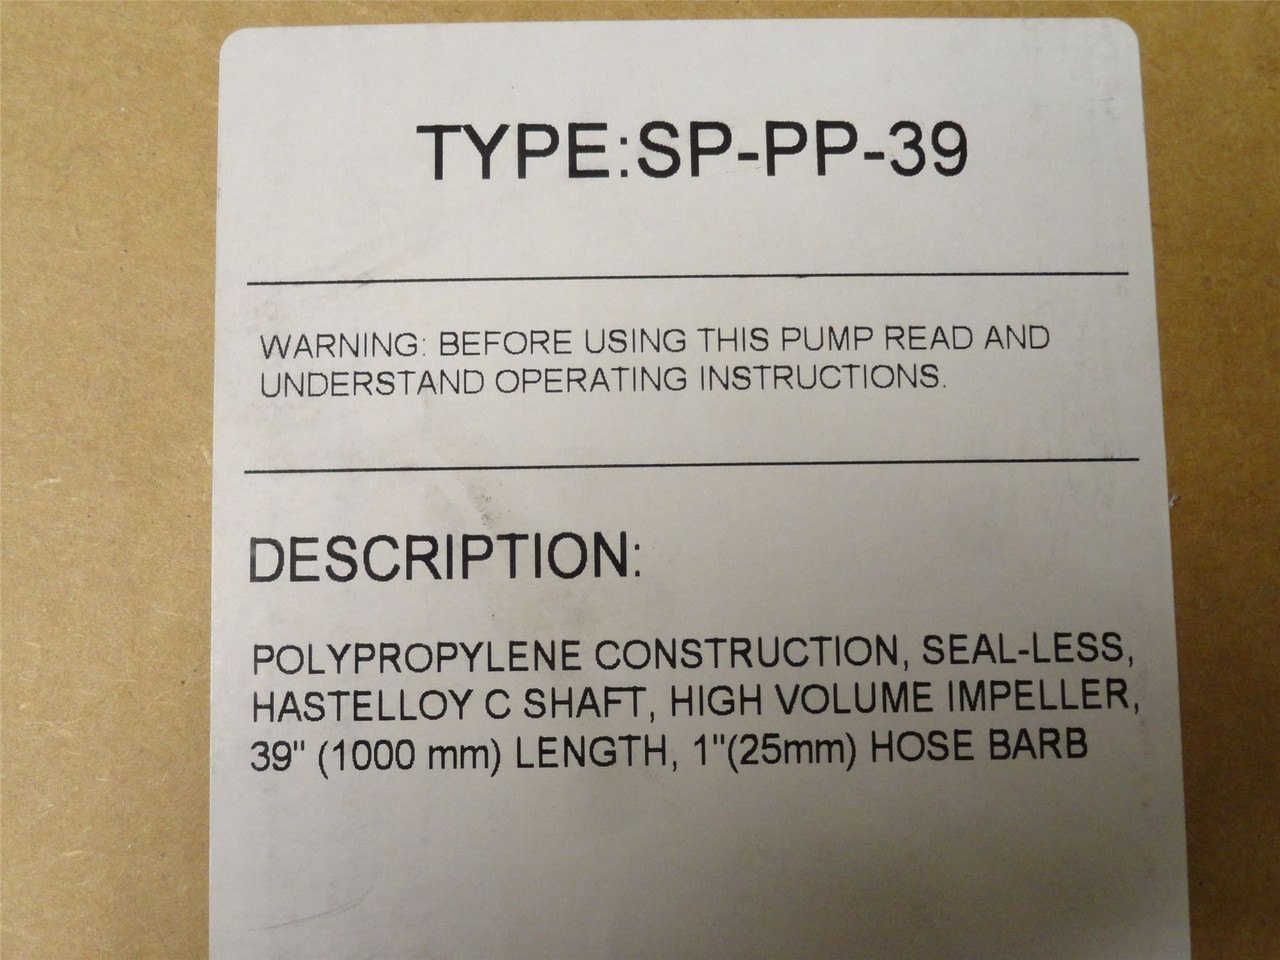 TYPE:SP-PP-39
WARNING: BEFORE USING THIS PUMP READ AND
UNDERSTAND OPERATING INSTRUCTIONS.
DESCRIPTION:
POLYPROPYLENE CONSTRUCTION, SEAL-LESS,
HASTELLOY C SHAFT, HIGH VOLUME IMPELLER,
39" (1000 mm) LENGTH, 1"(25mm) HOSE BARB